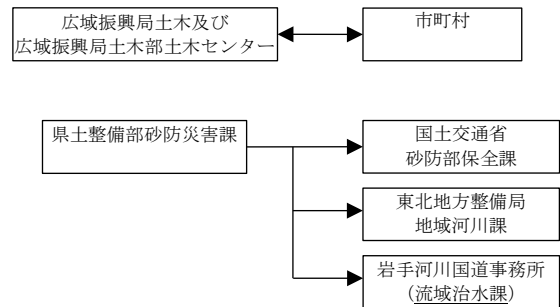 広域振興局土木及び
広域振興局土木部土木センター
市町村
県土整備部砂防災害課
国土交通省
砂防部保全課
東北地方整備局
地域河川課
岩手河川国道事務所
(流域治水課)